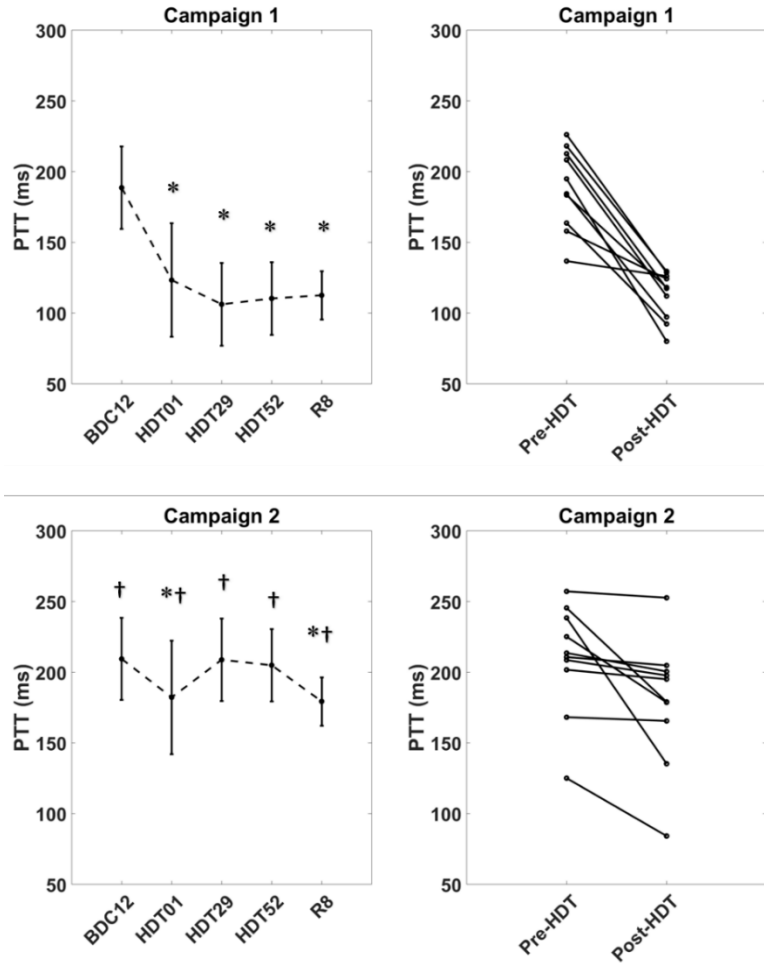 Campaign 1
300
250
200
150
100
50
PTT (ms)
*
*
*
*
BDC12
HDT01
HDT29
HDT52
R8
Campaign 1
300
250
200
150
100
50
PTT (ms)
Pre-HDT
Post-HDT
Campaign 2
300
250
200
150
100
50
PTT (ms)
†
*†
†
†
*†
BDC12
HDT01
HDT29
HDT52
R8
Campaign 2
300
250
200
150
100
50
PTT (ms)
Pre-HDT
Post-HDT